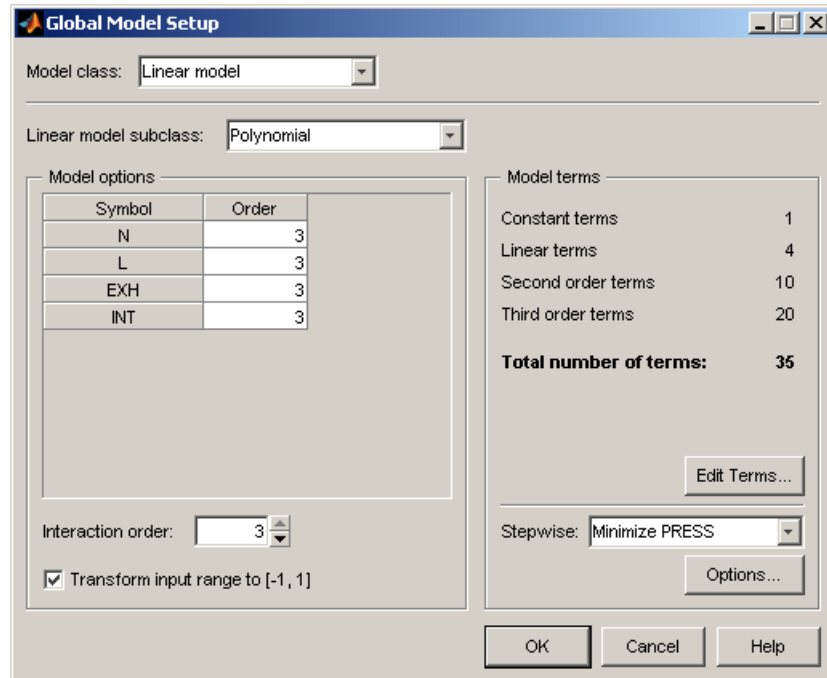 Global Model Setup
Model class: Linear model
Linear model subclass: Polynomial
Model options
Symbol Order
N 3
L 3
EXH 3
INT 3
Interaction order: 3
Transform input range to [-1, 1]
Model terms
Constant terms 1
Linear terms 4
Second order terms 10
Third order terms 20
Total number of terms: 35
Edit Terms...
Stepwise: Minimize PRESS
Options...
OK Cancel Help